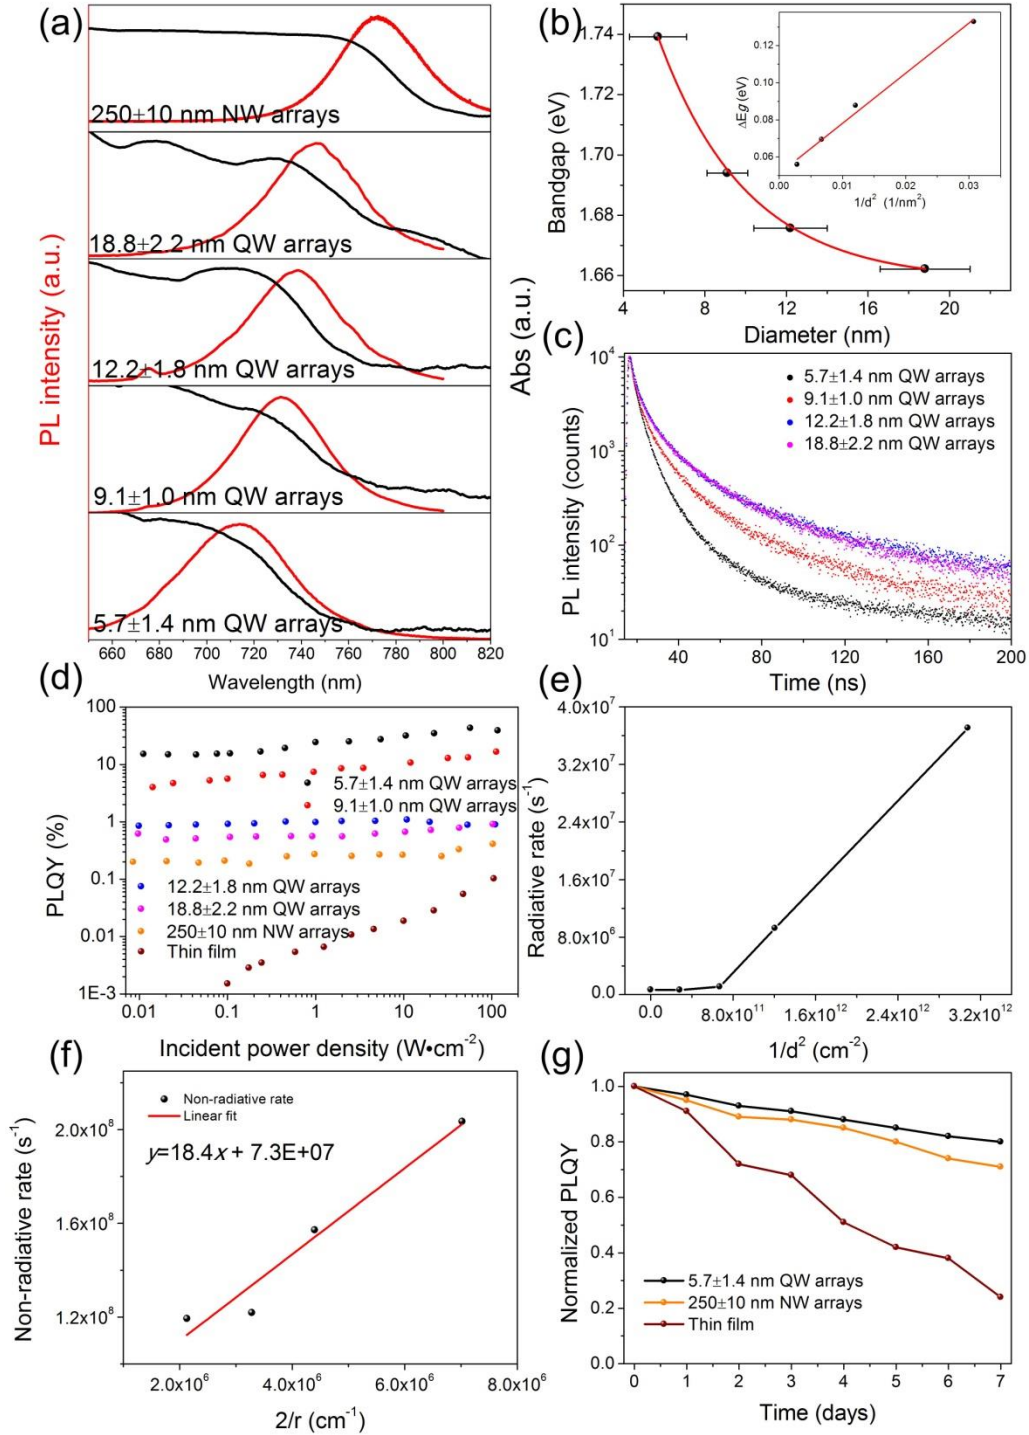 (a)
PL intensity (a.u.)
Abs (a.u.)
250±10 nm NW arrays
18.8±2.2 nm QW arrays
12.2±1.8 nm QW arrays
9.1±1.0 nm QW arrays
5.7±1.4 nm QW arrays
660 680 700 720 740 760 780 800 820
Wavelength (nm)
(b)
Bandgap (eV)
1.74
1.72
1.70
1.68
1.66
4 8 12 16 20
Diameter (nm)
ΔEg (eV)
0.12
0.10
0.08
0.06
0.00 0.01 0.02 0.03
1/d² (1/nm²)
(c)
PL intensity (counts)
10⁴
10³
10²
10¹
5.7±1.4 nm QW arrays
9.1±1.0 nm QW arrays
12.2±1.8 nm QW arrays
18.8±2.2 nm QW arrays
40 80 120 160 200
Time (ns)
(d)
PLQY (%)
100
10
1
0.1
0.01
1E-3
5.7±1.4 nm QW arrays
9.1±1.0 nm QW arrays
12.2±1.8 nm QW arrays
18.8±2.2 nm QW arrays
250±10 nm NW arrays
Thin film
0.01 0.1 1 10 100
Incident power density (W•cm⁻²)
(e)
Radiative rate (s⁻¹)
4.0x10⁷
3.2x10⁷
2.4x10⁷
1.6x10⁷
8.0x10⁶
0.0
0.0 8.0x10¹¹ 1.6x10¹² 2.4x10¹² 3.2x10¹²
1/d² (cm⁻²)
(f)
Non-radiative rate (s⁻¹)
2.0x10⁸
1.6x10⁸
1.2x10⁸
Non-radiative rate
Linear fit
y=18.4x + 7.3E+07
2.0x10⁶ 4.0x10⁶ 6.0x10⁶ 8.0x10⁶
2/r (cm⁻¹)
(g)
Normalized PLQY
1.0
0.8
0.6
0.4
0.2
0.0
5.7±1.4 nm QW arrays
250±10 nm NW arrays
Thin film
0 1 2 3 4 5 6 7
Time (days)